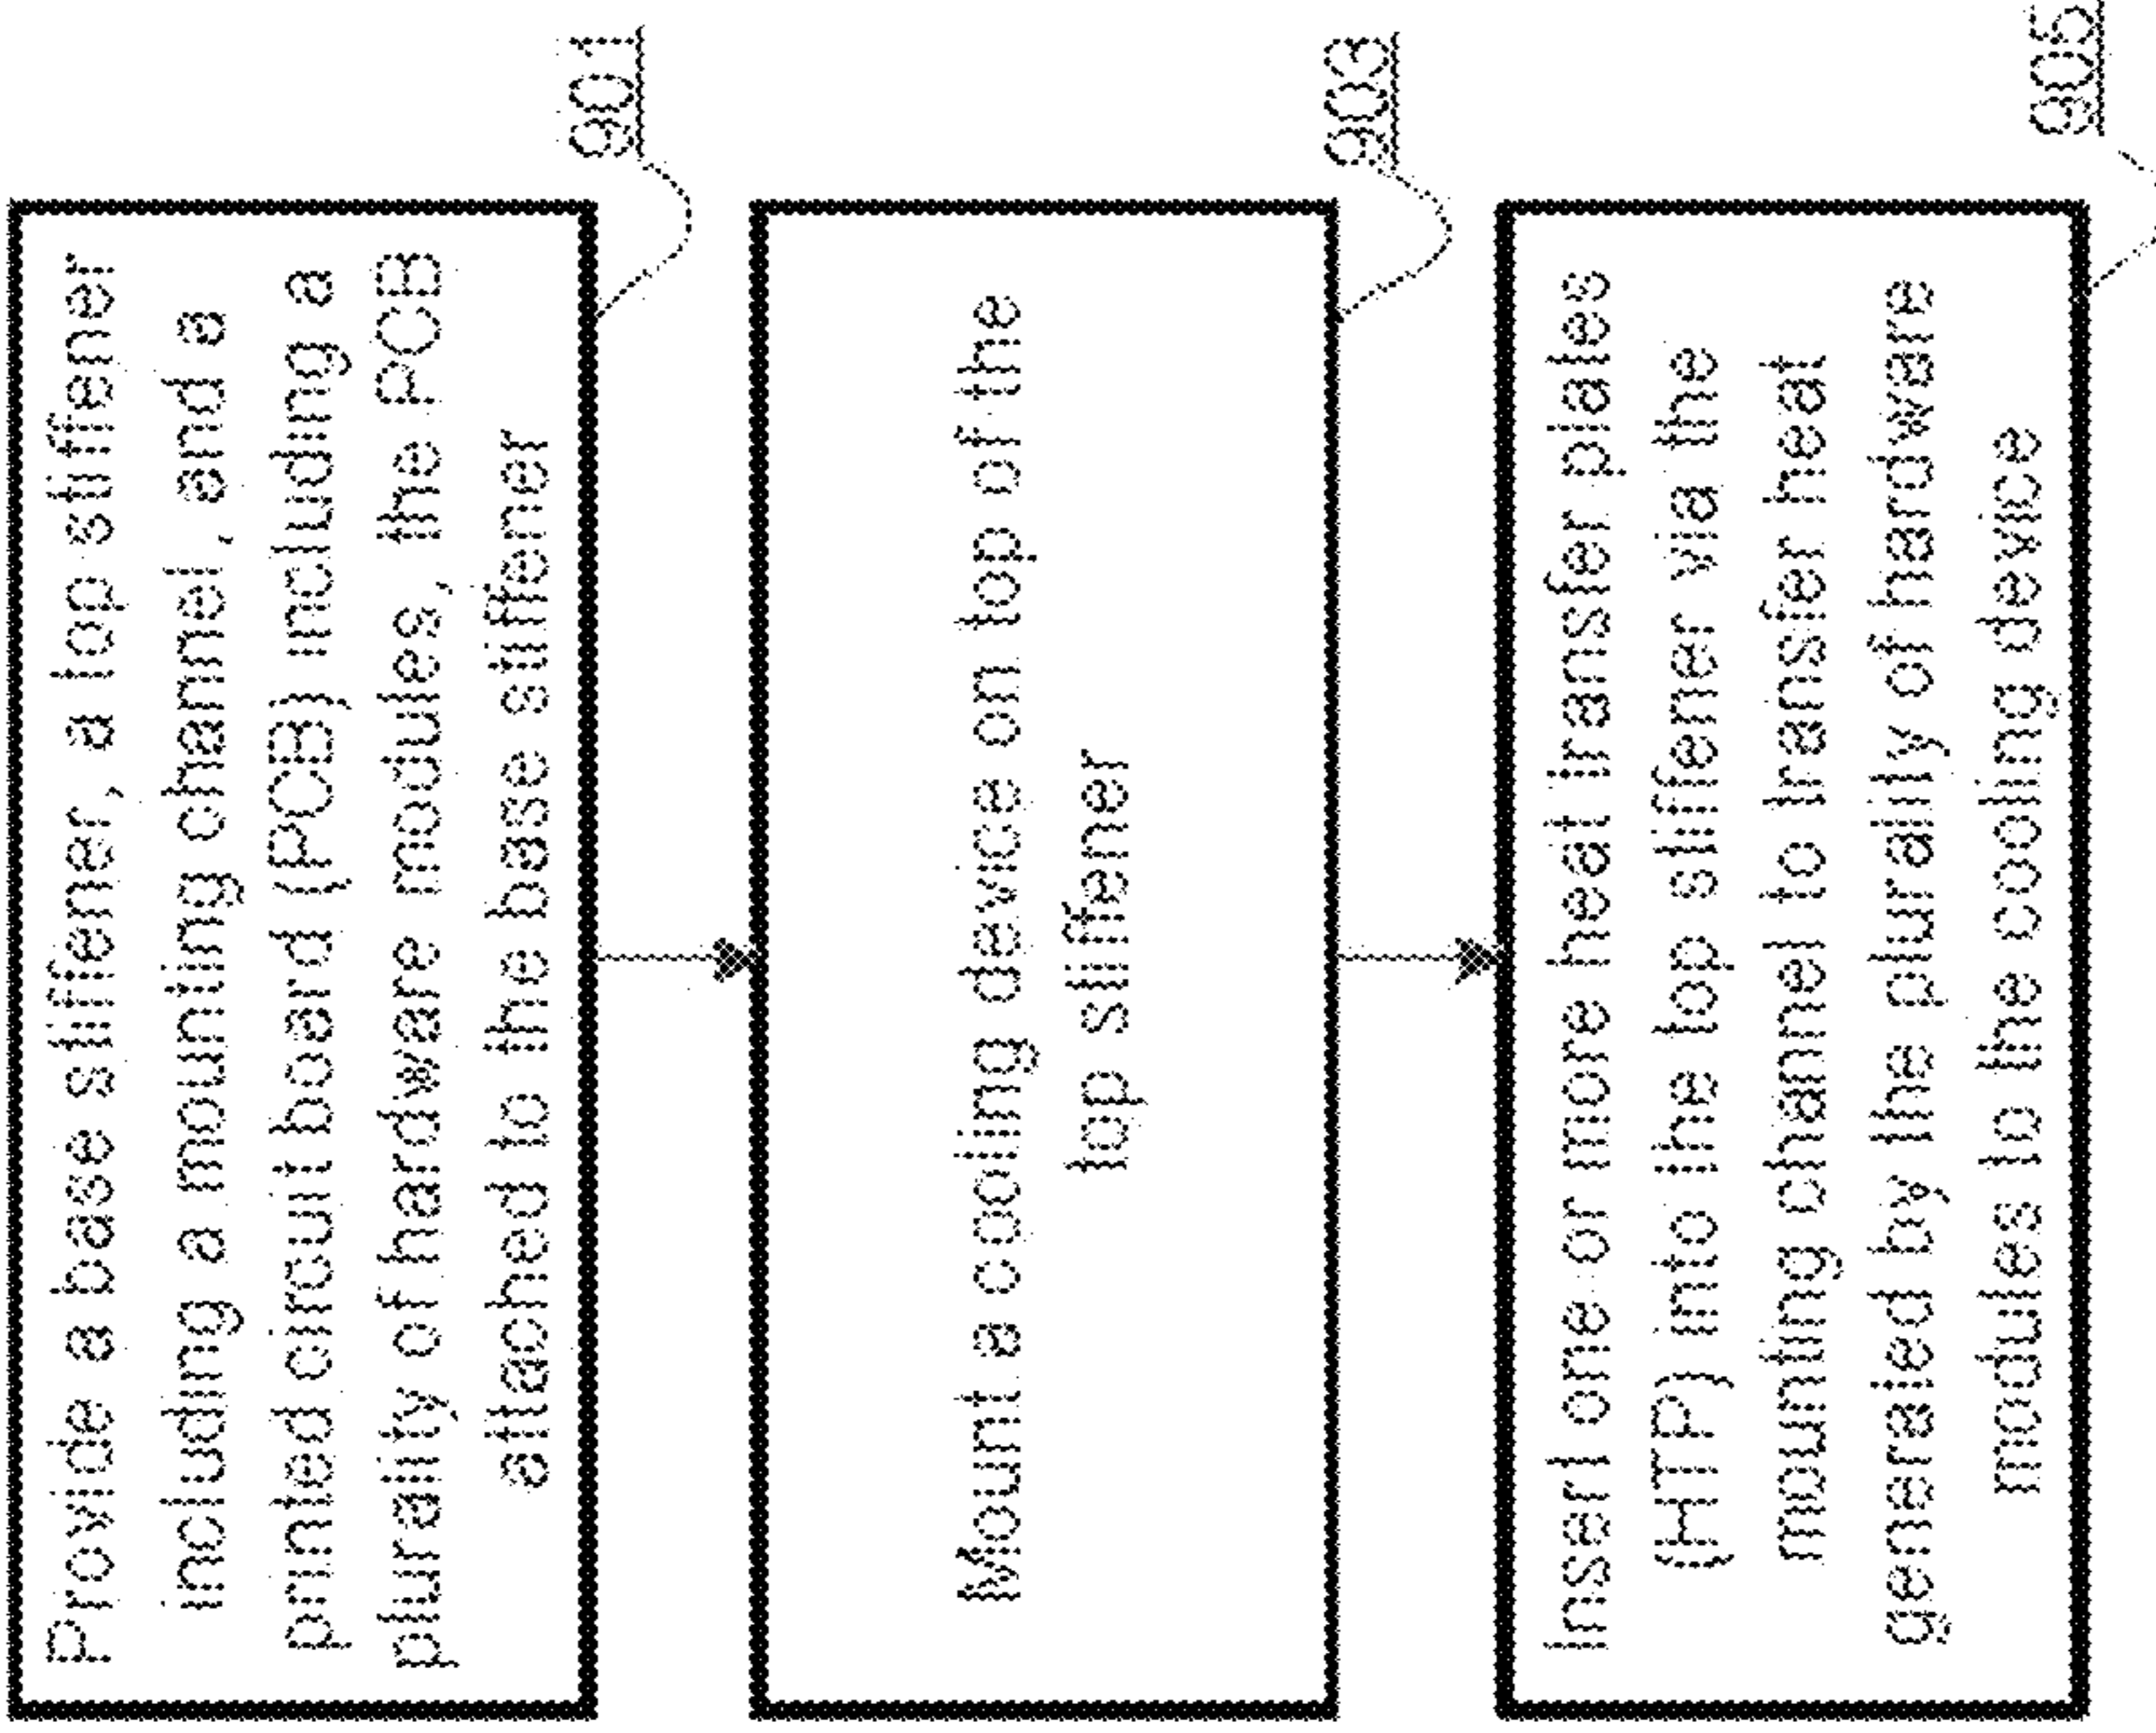 Provide a base stiffener, a top stiffener
including a mounting channel, and a
printed circuit board (PCB) including a
plurality of hardware modules, the PCB
attached to the base stiffener
901
Mount a cooling device on top of the
top stiffener
903
Insert one or more heat transfer plates
(HTP) into the top stiffener via the
mounting channel to transfer heat
generated by the plurality of hardware
modules to the cooling device
905